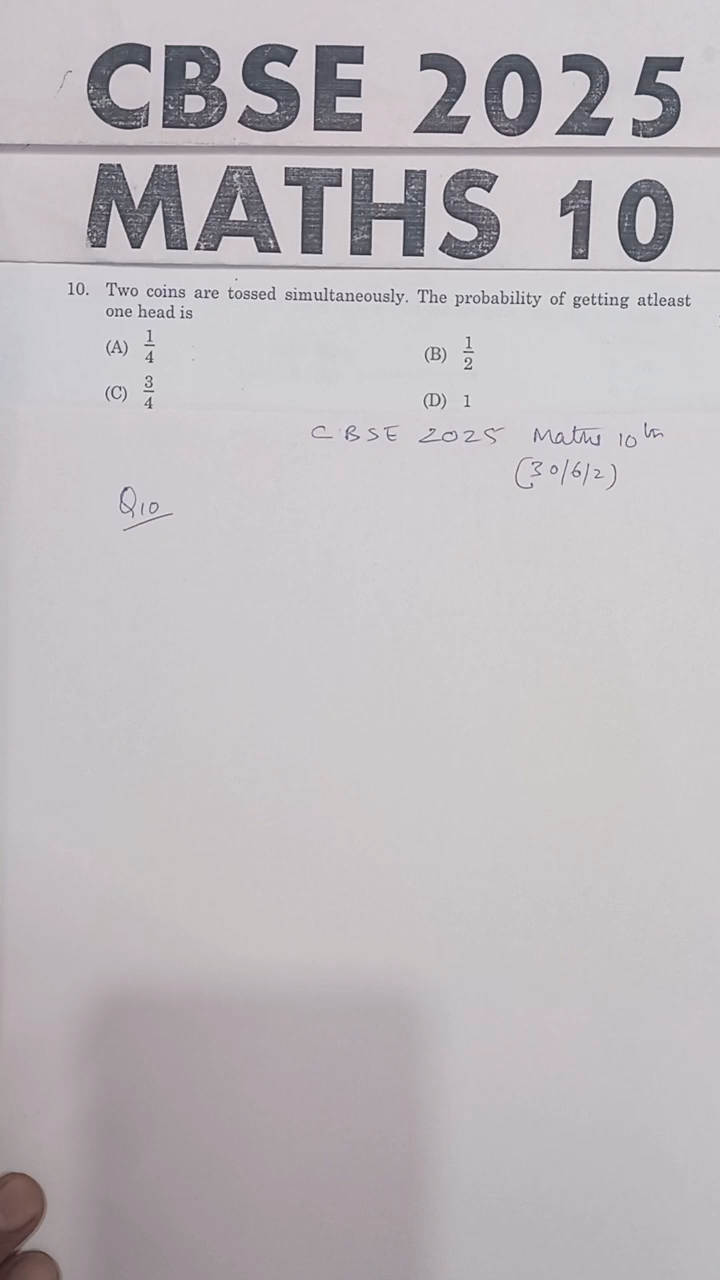 CBSE 2025
MATHS 10
10. Two coins are tossed simultaneously. The probability of getting atleast
one head is
(A) 1/4
(B) 1/2
(C) 3/4
(D) 1
CBSE 2025 Maths 10th
(30/6/2)
Q10